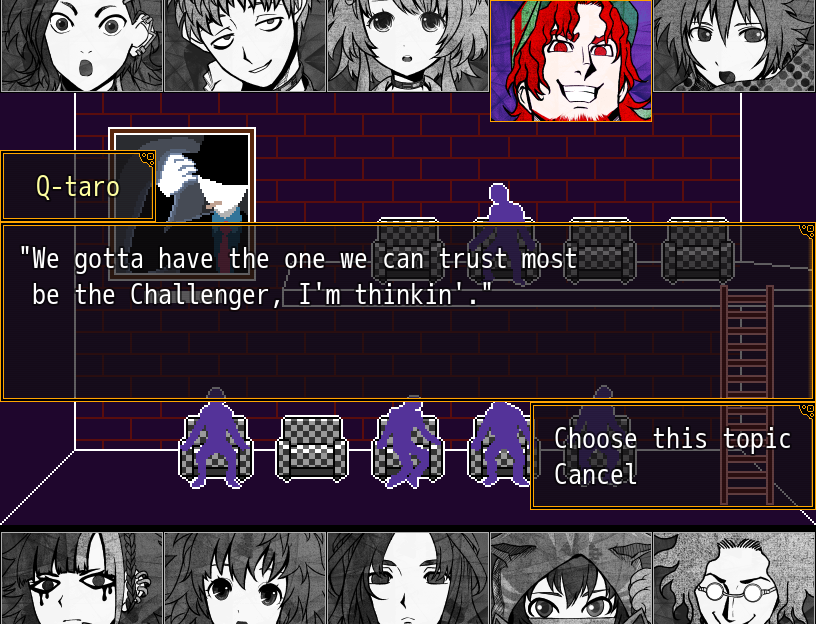 Q-taro
"We gotta have the one we can trust most
be the Challenger, I'm thinkin'."
Choose this topic
Cancel